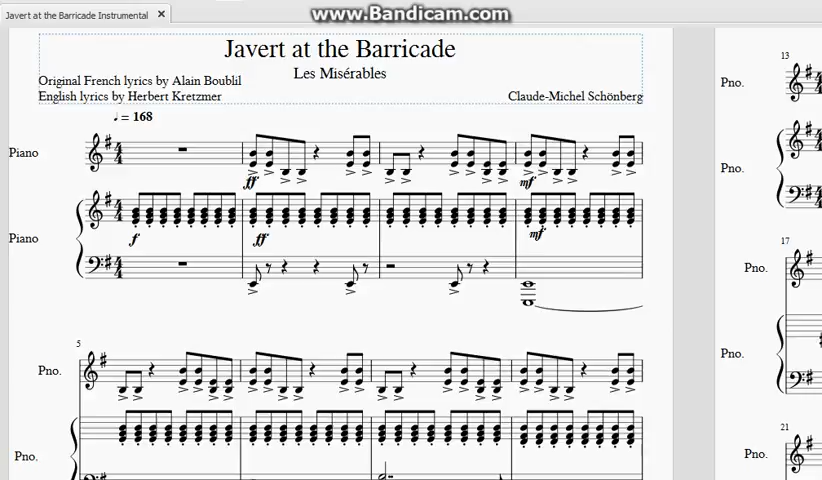 www.Bandicam.com
Javert at the Barricade Instrumental
Javert at the Barricade
Les Misérables
Original French lyrics by Alain Boublil
English lyrics by Herbert Kretzmer
Claude-Michel Schönberg
♩ = 168
Piano
ff
mf
Piano
f
ff
mf
5
Pno.
Pno.
13
Pno.
Pno.
17
Pno.
Pno.
21
Pno.